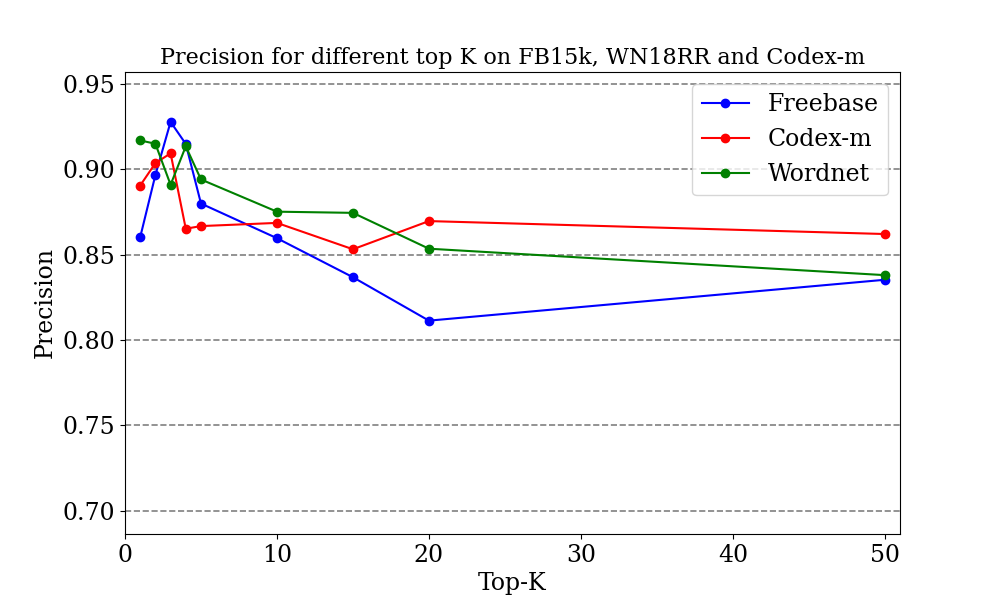 Precision for different top K on FB15k, WN18RR and Codex-m
0.95
0.90
0.85
0.80
0.75
0.70
Precision
0 10 20 30 40 50
Top-K
Freebase
Codex-m
Wordnet